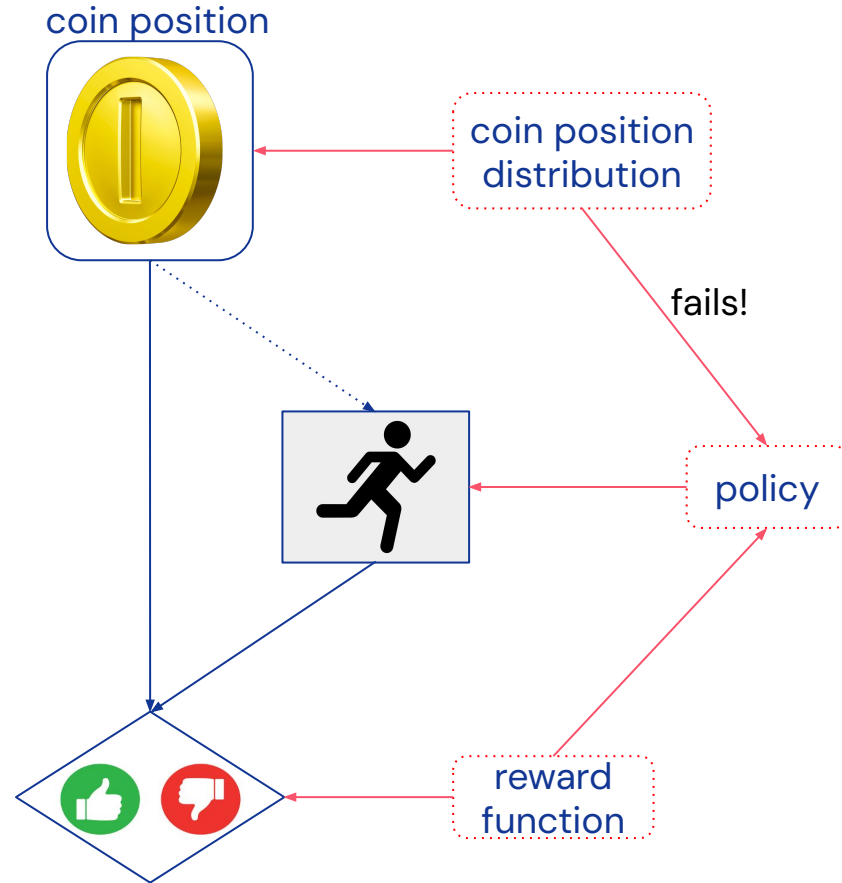 coin position
coin position
distribution
fails!
policy
reward
function